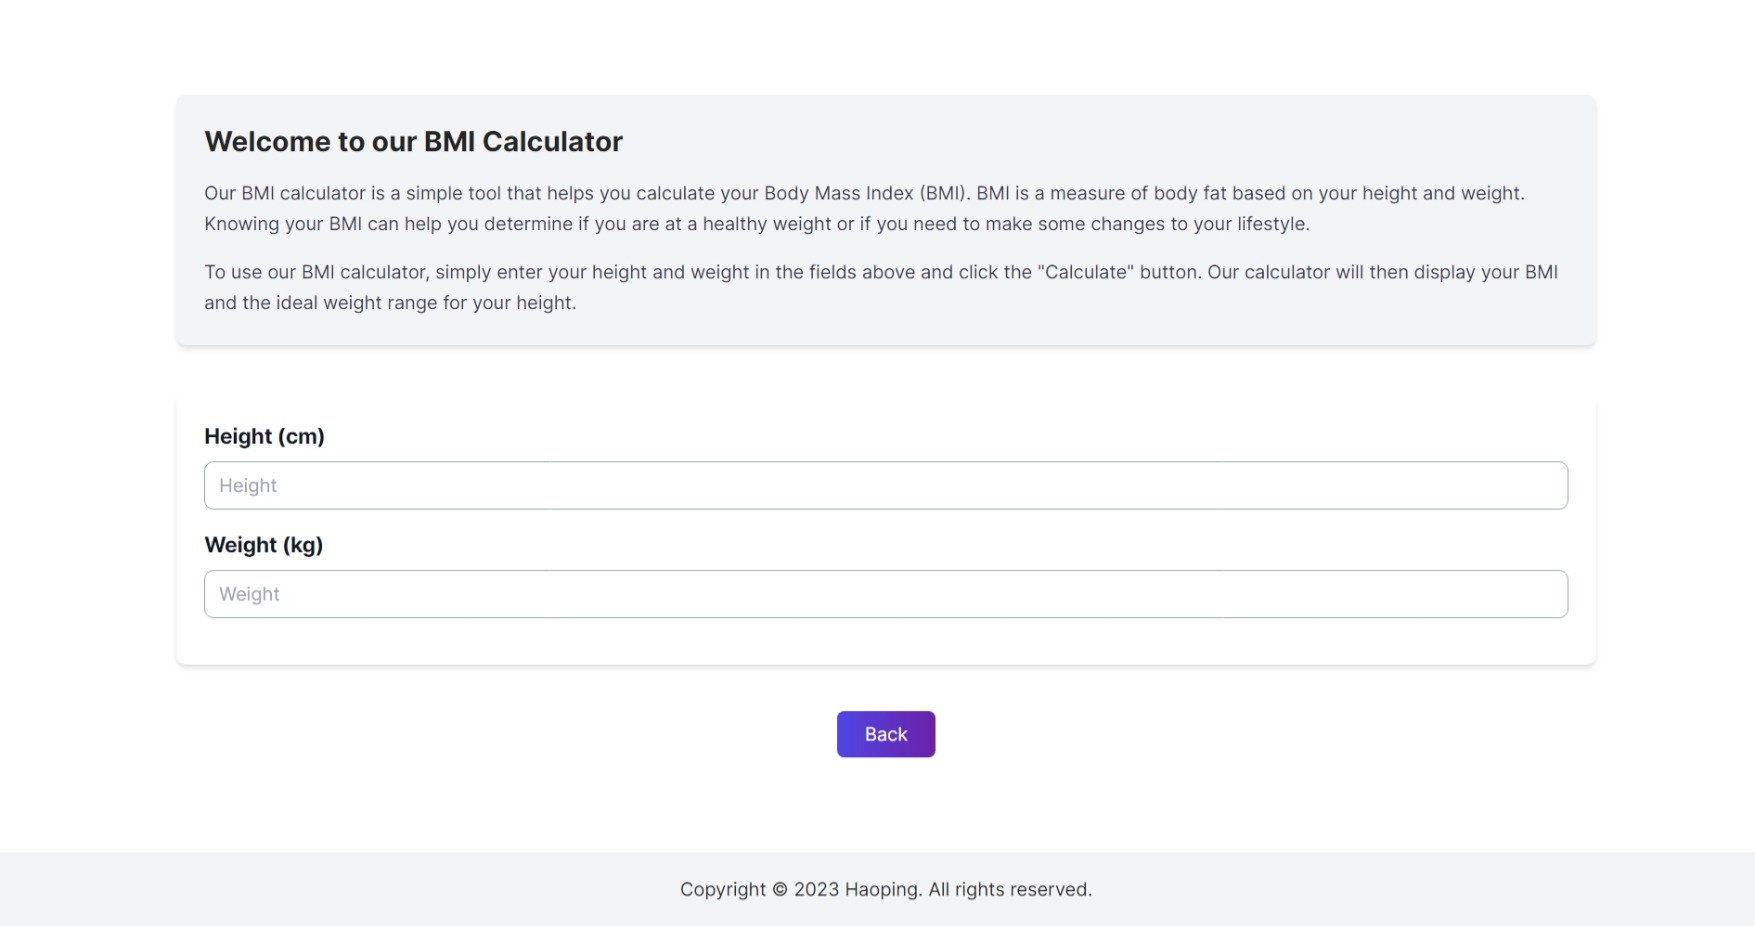 Welcome to our BMI Calculator
Our BMI calculator is a simple tool that helps you calculate your Body Mass Index (BMI). BMI is a measure of body fat based on your height and weight.
Knowing your BMI can help you determine if you are at a healthy weight or if you need to make some changes to your lifestyle.
To use our BMI calculator, simply enter your height and weight in the fields above and click the "Calculate" button. Our calculator will then display your BMI
and the ideal weight range for your height.
Height (cm)
Height
Weight (kg)
Weight
Back
Copyright © 2023 Haoping. All rights reserved.